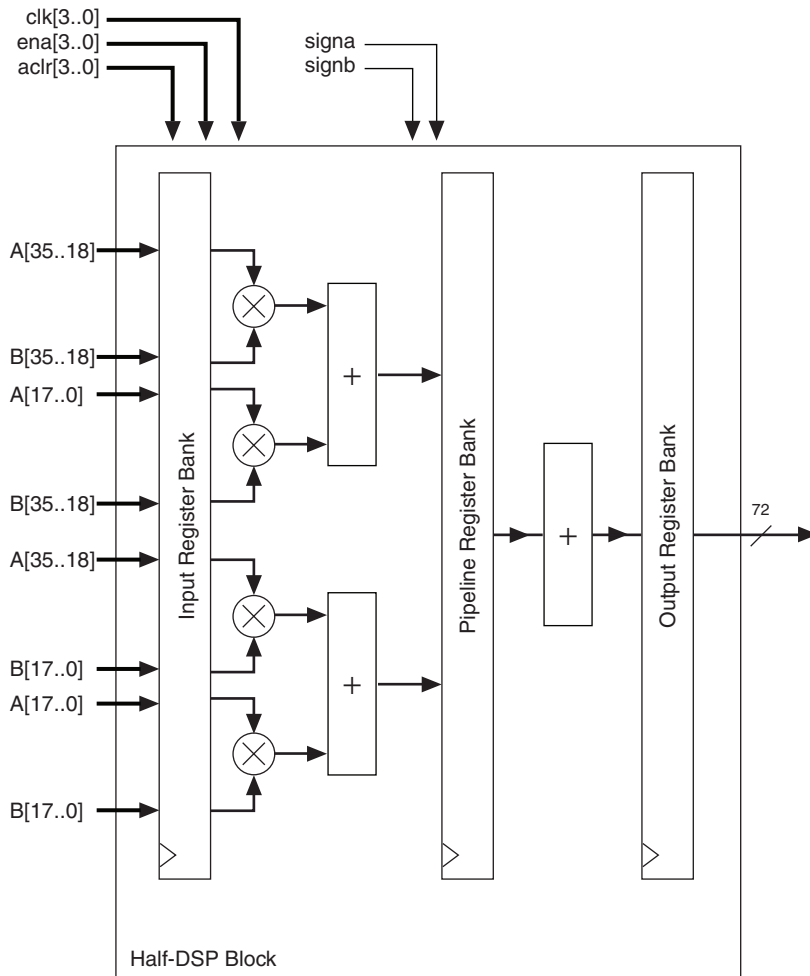 clk[3..0]
ena[3..0]
aclr[3..0]
signa
signb
A[35..18]
B[35..18]
A[17..0]
B[35..18]
A[35..18]
B[17..0]
A[17..0]
B[17..0]
Input Register Bank
+
+
Pipeline Register Bank
+
Output Register Bank
72
Half-DSP Block